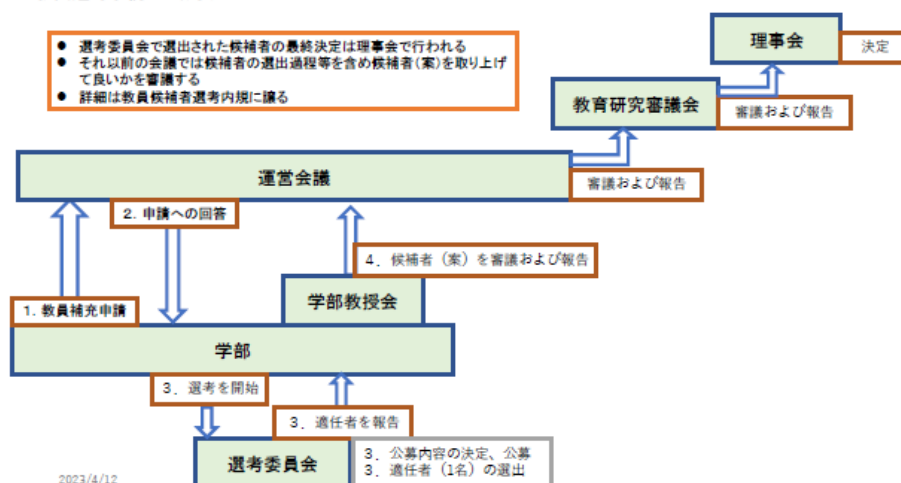 ● 選考委員会で選出された候補者の最終決定は理事会で行われる
● それ以前の会議では候補者の選出過程等を含め候補者(案)を取り上げ
て良いかを審議する
● 詳細は教員候補者選考内規に譲る
理事会
決定
教育研究審議会
審議および報告
運営会議
審議および報告
2. 申請への回答
4. 候補者（案）を審議および報告
学部教授会
1. 教員補充申請
学部
3. 選考を開始
3. 適任者を報告
選考委員会
3. 公募内容の決定、公募
3. 適任者（1名）の選出
2023/4/12